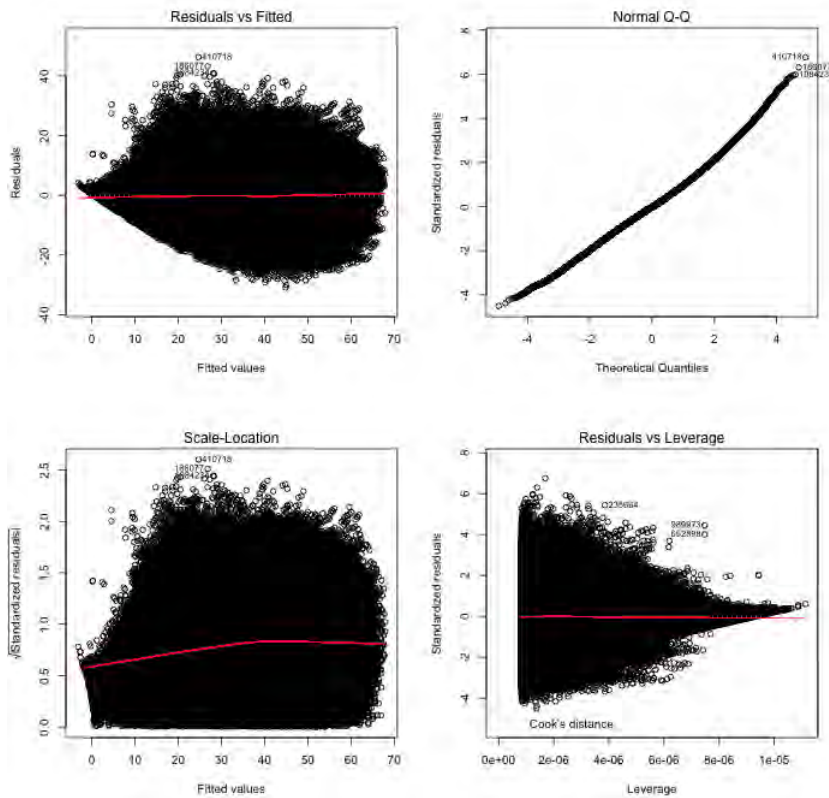 Residuals vs Fitted
410718
186077
Residuals
40
20
0
-20
-40
0 10 20 30 40 50 60 70
Fitted values
Normal Q-Q
410718
Standardized residuals
8
6
4
2
0
-2
-4
-4 -2 0 2 4
Theoretical Quantiles
Scale-Location
410718
186077
√|Standardized residuals|
2.5
2.0
1.5
1.0
0.5
0.0
0 10 20 30 40 50 60 70
Fitted values
Residuals vs Leverage
Standardized residuals
8
6
4
2
0
-2
-4
Cook's distance
0e+00 2e-06 4e-06 6e-06 8e-06 1e-05
Leverage